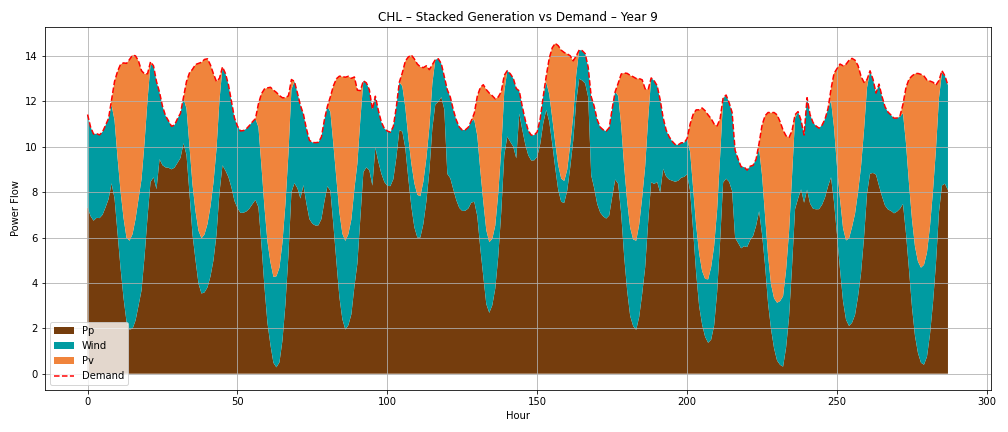 CHL – Stacked Generation vs Demand – Year 9
Power Flow
14
12
10
8
6
4
2
0
Pp
Wind
Pv
Demand
0 50 100 150 200 250 300
Hour